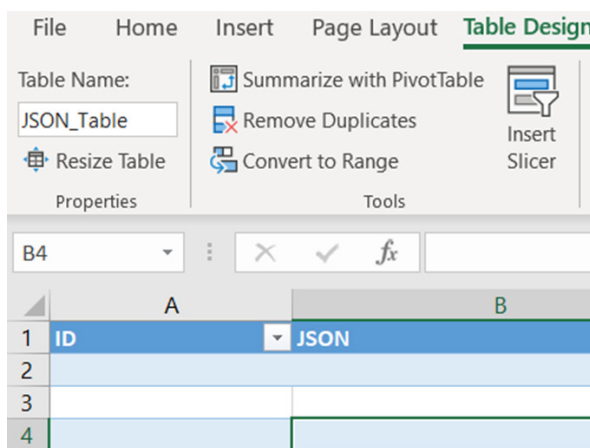 File Home Insert Page Layout Table Design
Table Name:
JSON_Table
Resize Table
Properties
Summarize with PivotTable
Remove Duplicates
Convert to Range
Tools
Insert
Slicer
B4 fx
A B
1 ID JSON
2
3
4